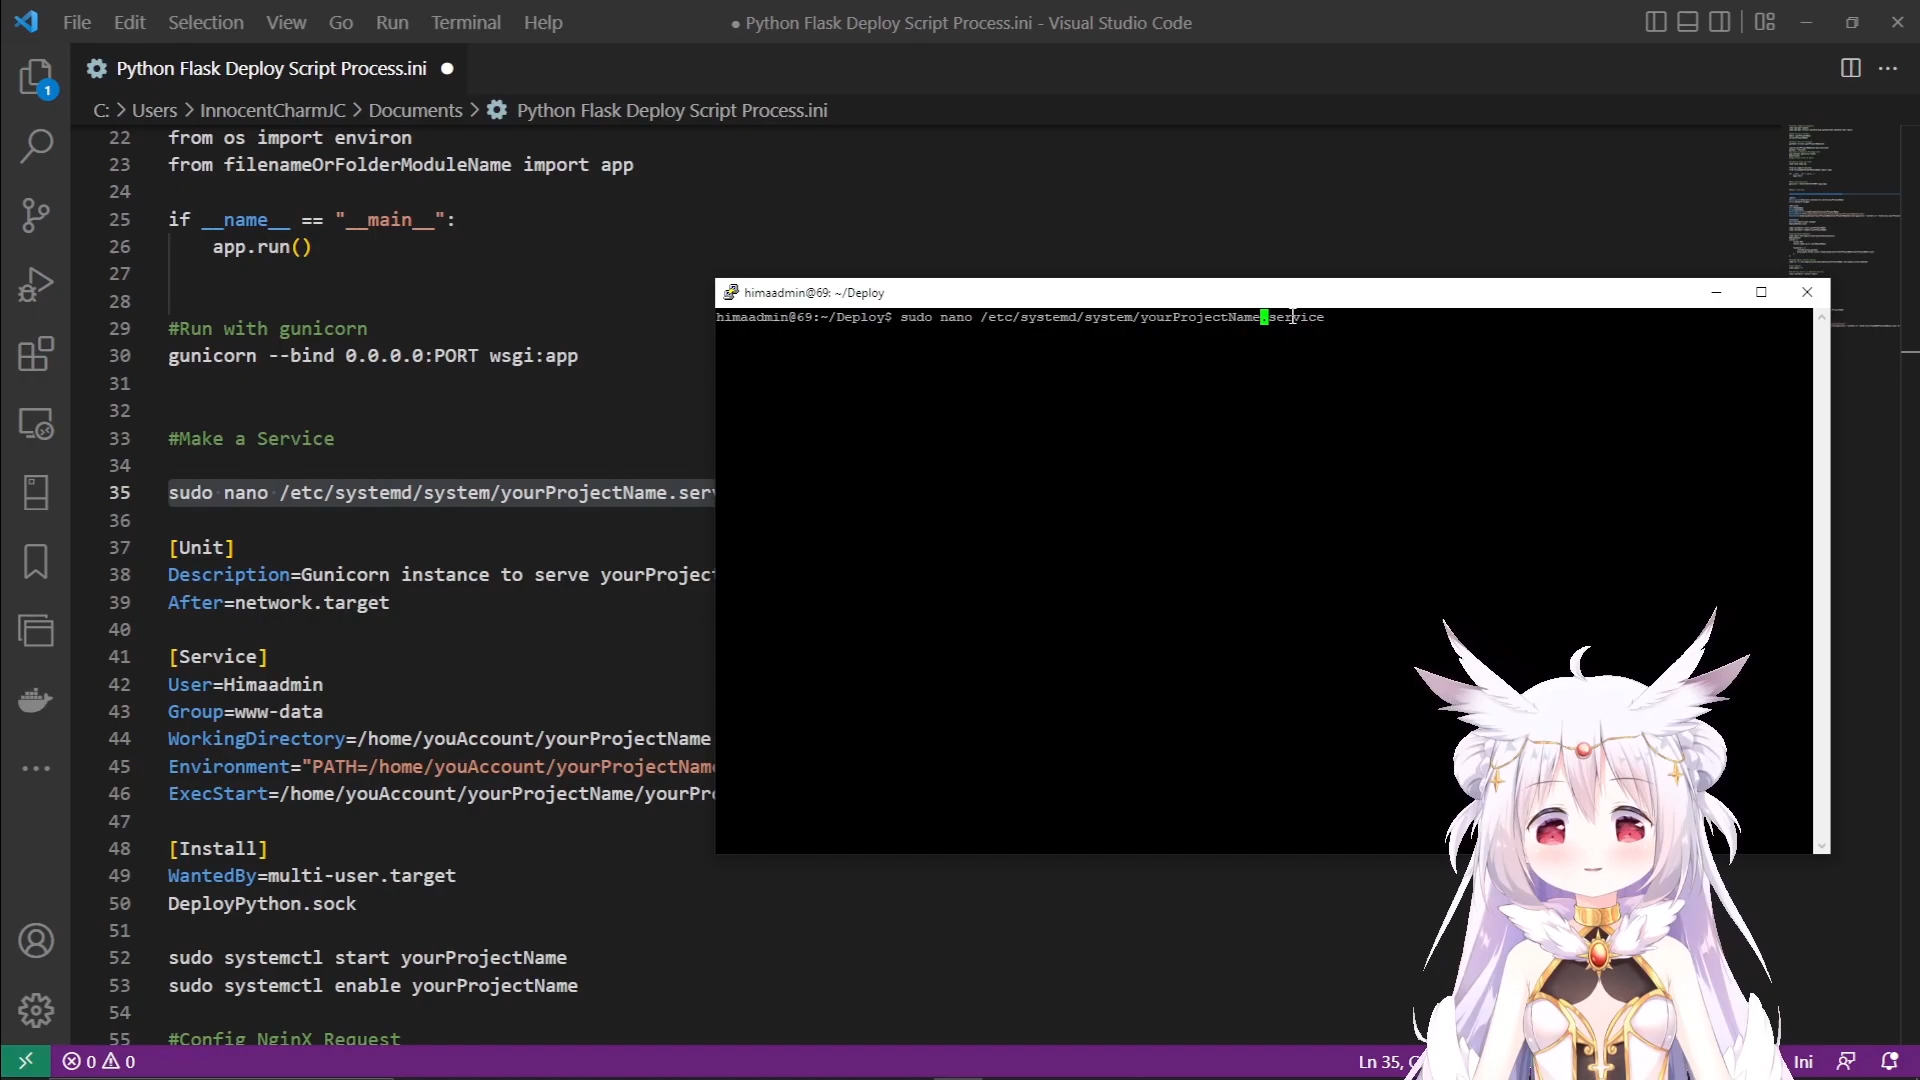 File Edit Selection View Go Run Terminal Help
● Python Flask Deploy Script Process.ini - Visual Studio Code
Python Flask Deploy Script Process.ini ●
C: > Users > InnocentCharmJC > Documents > Python Flask Deploy Script Process.ini
1
22 from os import environ
23 from filenameOrFolderModuleName import app
24
25 if __name__ == "__main__":
26 app.run()
27
28
29 #Run with gunicorn
30 gunicorn --bind 0.0.0.0:PORT wsgi:app
31
32
33 #Make a Service
34
35 sudo nano /etc/systemd/system/yourProjectName.serv
36
37 [Unit]
38 Description=Gunicorn instance to serve yourProject
39 After=network.target
40
41 [Service]
42 User=Himaadmin
43 Group=www-data
44 WorkingDirectory=/home/youAccount/yourProjectName
45 Environment="PATH=/home/youAccount/yourProjectName
46 ExecStart=/home/youAccount/yourProjectName/yourPro
47
48 [Install]
49 WantedBy=multi-user.target
50 DeployPython.sock
51
52 sudo systemctl start yourProjectName
53 sudo systemctl enable yourProjectName
54
55 #Config NginX Request
himaadmin@69: ~/Deploy
himaadmin@69:~/Deploy$ sudo nano /etc/systemd/system/yourProjectName.service
0 0
Ln 35, C
Ini